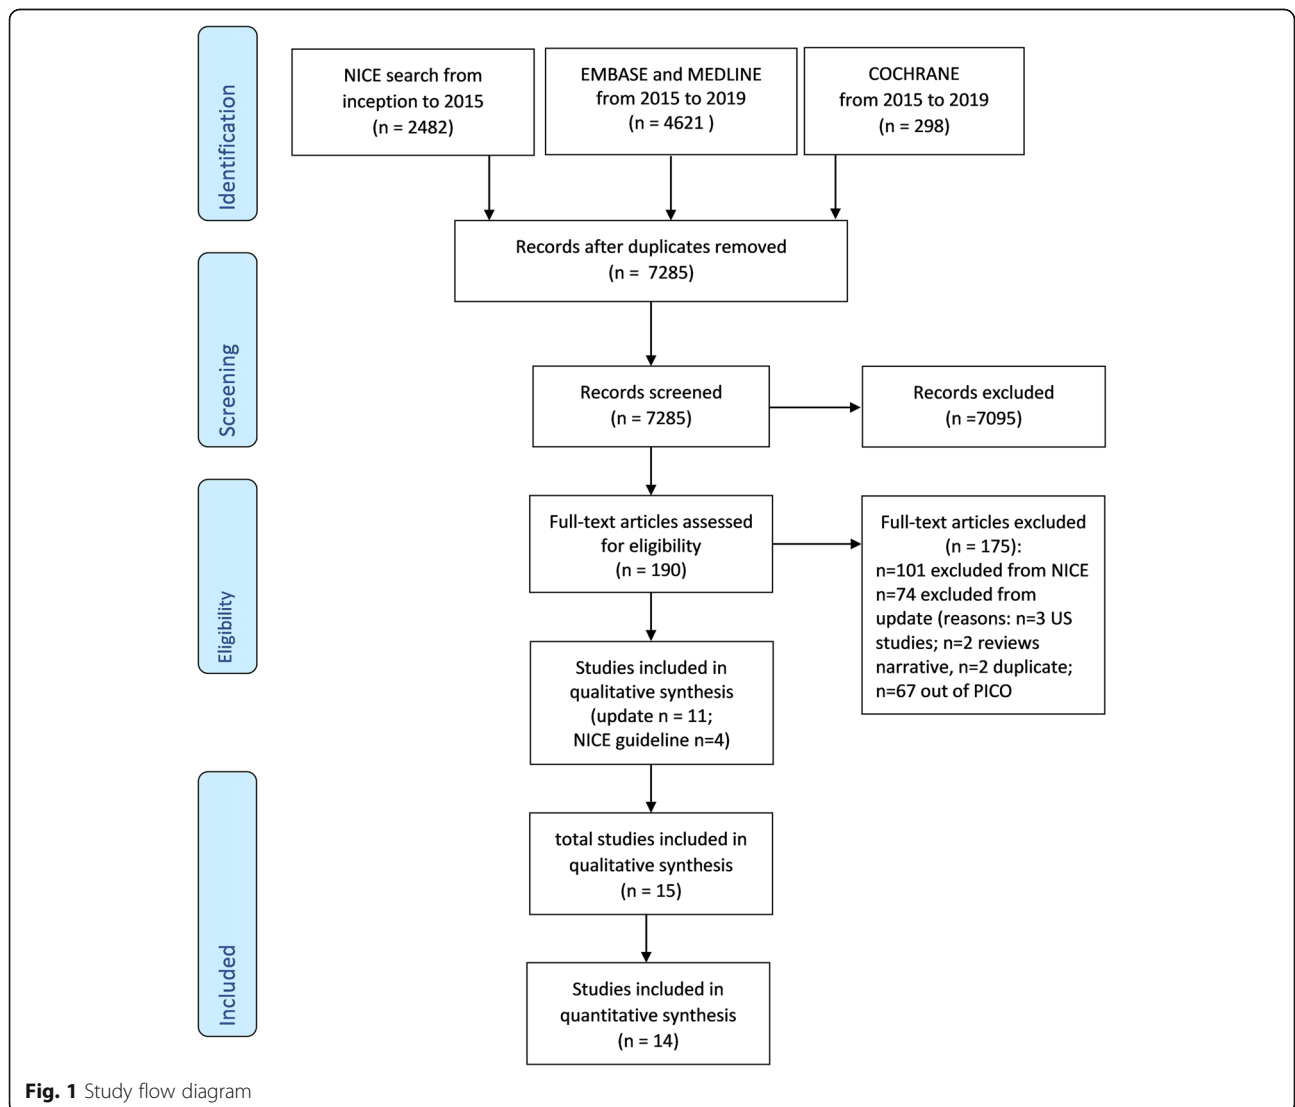 Identification
NICE search from
inception to 2015
(n = 2482)
EMBASE and MEDLINE
from 2015 to 2019
(n = 4621 )
COCHRANE
from 2015 to 2019
(n = 298)
Records after duplicates removed
(n =  7285)
Screening
Records screened
(n = 7285)
Records excluded
(n =7095)
Eligibility
Full-text articles assessed
for eligibility
(n = 190)
Full-text articles excluded
(n = 175):
n=101 excluded from NICE
n=74 excluded from
update (reasons: n=3 US
studies; n=2 reviews
narrative, n=2 duplicate;
n=67 out of PICO
Studies included in
qualitative synthesis
(update n = 11;
NICE guideline n=4)
Included
total studies included in
qualitative synthesis
(n = 15)
Studies included in
quantitative synthesis
(n = 14)
Fig. 1 Study flow diagram